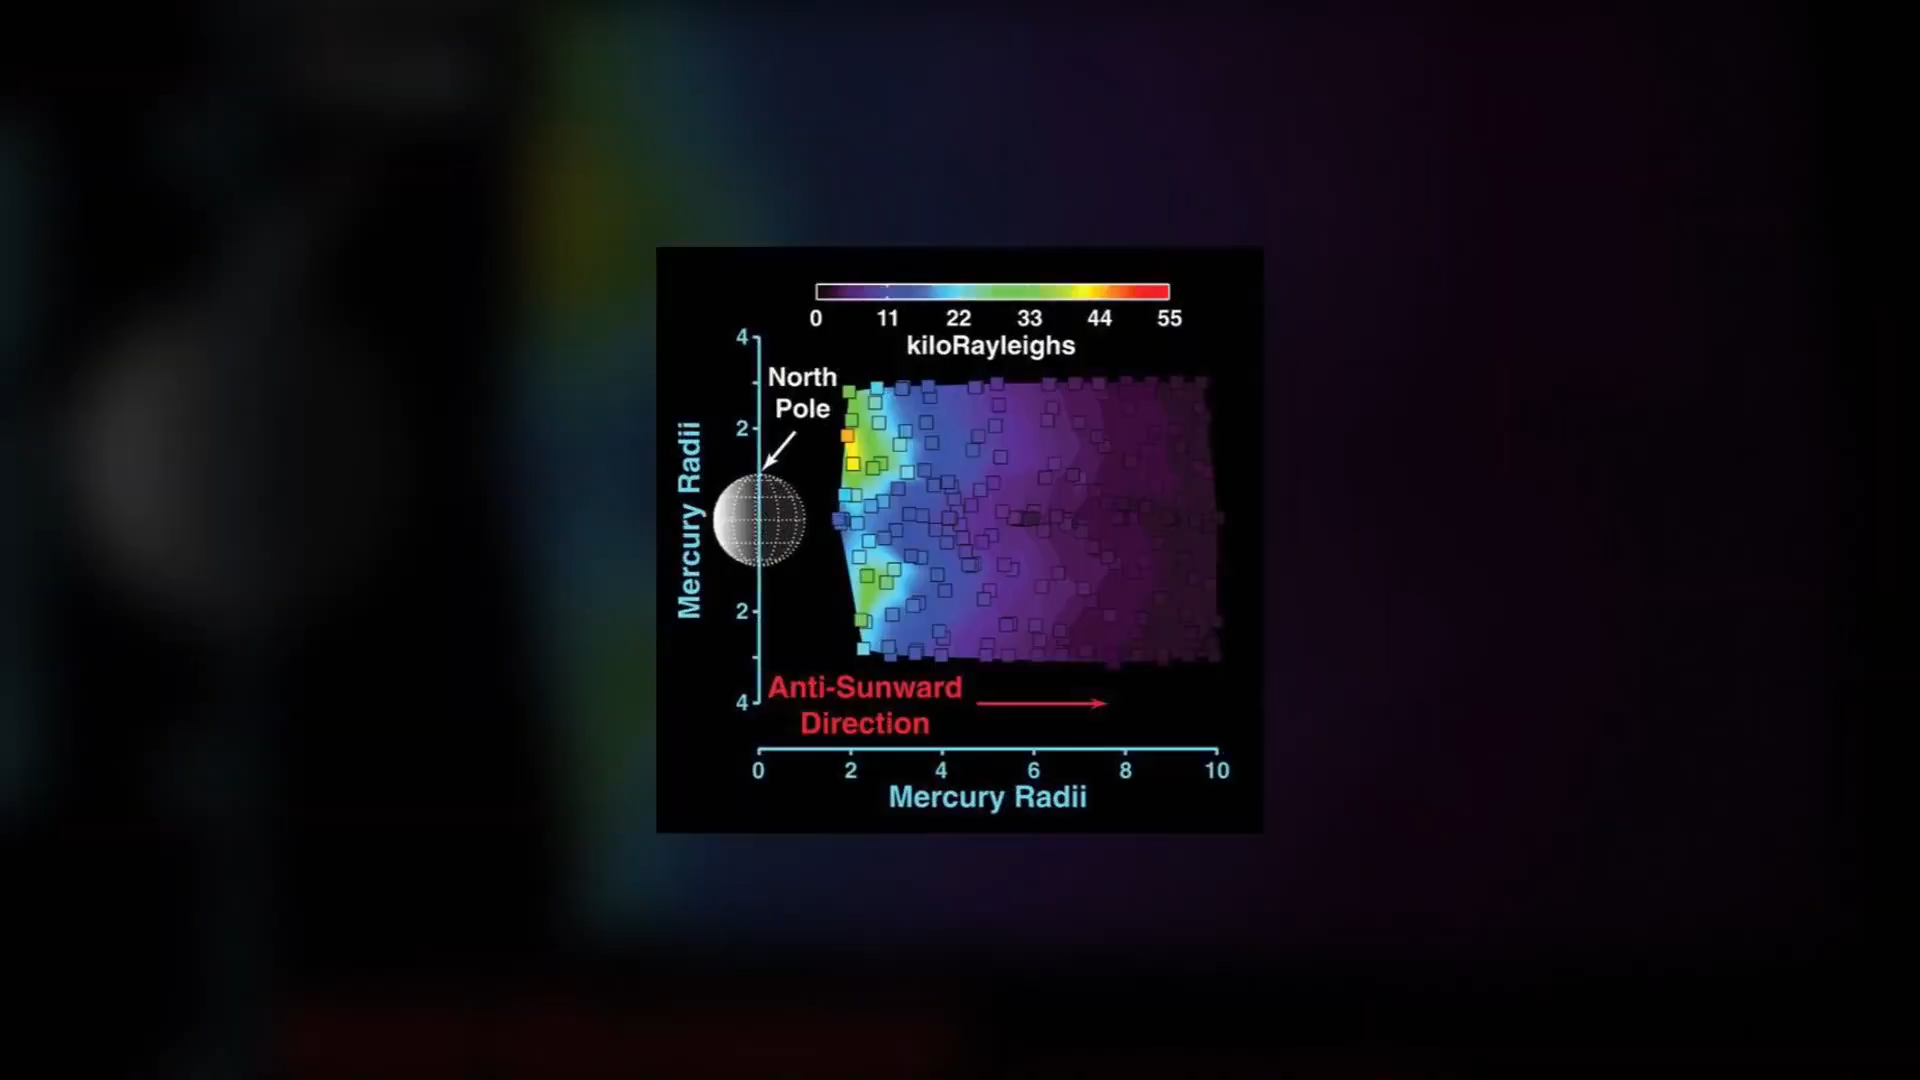 0 11 22 33 44 55
kiloRayleighs
4
North
Pole
2
Mercury Radii
2
Anti-Sunward
4
Direction
0 2 4 6 8 10
Mercury Radii